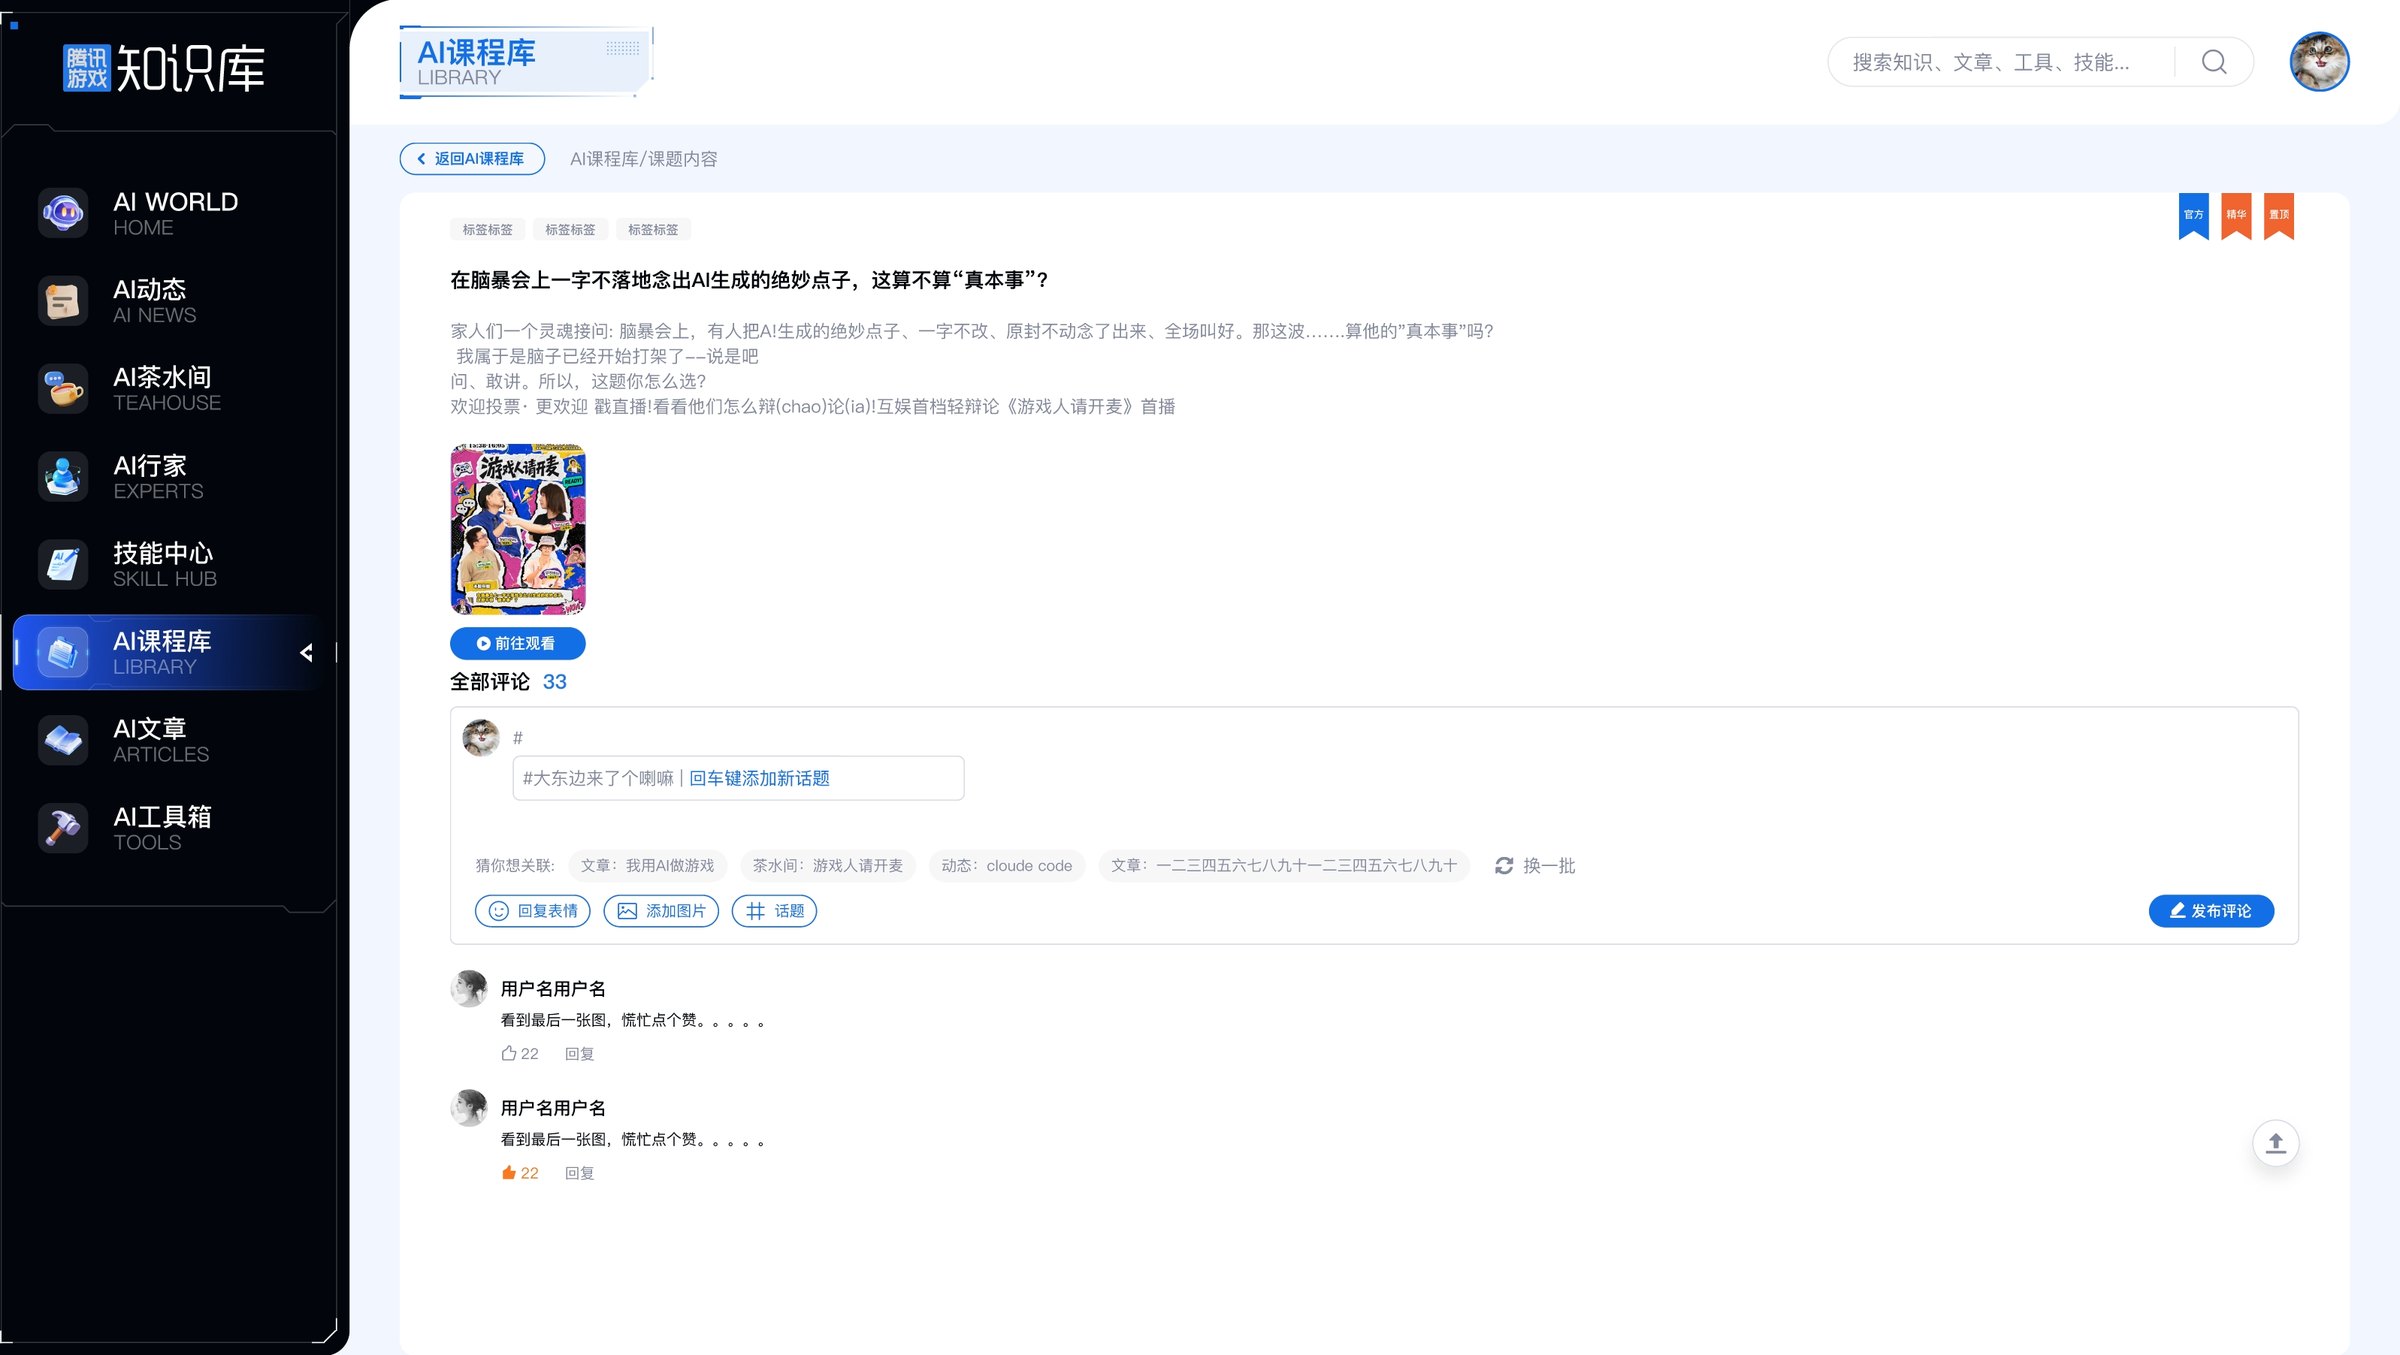 腾讯游戏知识库
AI WORLD
HOME
AI动态
AI NEWS
AI茶水间
TEAHOUSE
AI行家
EXPERTS
技能中心
SKILL HUB
AI课程库
LIBRARY
AI文章
ARTICLES
AI工具箱
TOOLS
AI课程库
LIBRARY
搜索知识、文章、工具、技能...
返回AI课程库 AI课程库/课题内容
标签标签 标签标签 标签标签
官方 精华 置顶
在脑暴会上一字不落地念出AI生成的绝妙点子，这算不算“真本事”？
家人们一个灵魂接问: 脑暴会上，有人把A!生成的绝妙点子、一字不改、原封不动念了出来、全场叫好。那这波.......算他的”真本事"吗?
我属于是脑子已经开始打架了--说是吧
问、敢讲。所以，这题你怎么选?
欢迎投票· 更欢迎 戳直播!看看他们怎么辩(chao)论(ia)!互娱首档轻辩论《游戏人请开麦》首播
游戏人请开麦
READY!
前往观看
全部评论 33
#
#大东边来了个喇嘛 | 回车键添加新话题
猜你想关联: 文章：我用AI做游戏 茶水间：游戏人请开麦 动态：cloude code 文章：一二三四五六七八九十一二三四五六七八九十 换一批
回复表情 添加图片 话题 发布评论
用户名用户名
看到最后一张图，慌忙点个赞。。。。。
22 回复
用户名用户名
看到最后一张图，慌忙点个赞。。。。。
22 回复